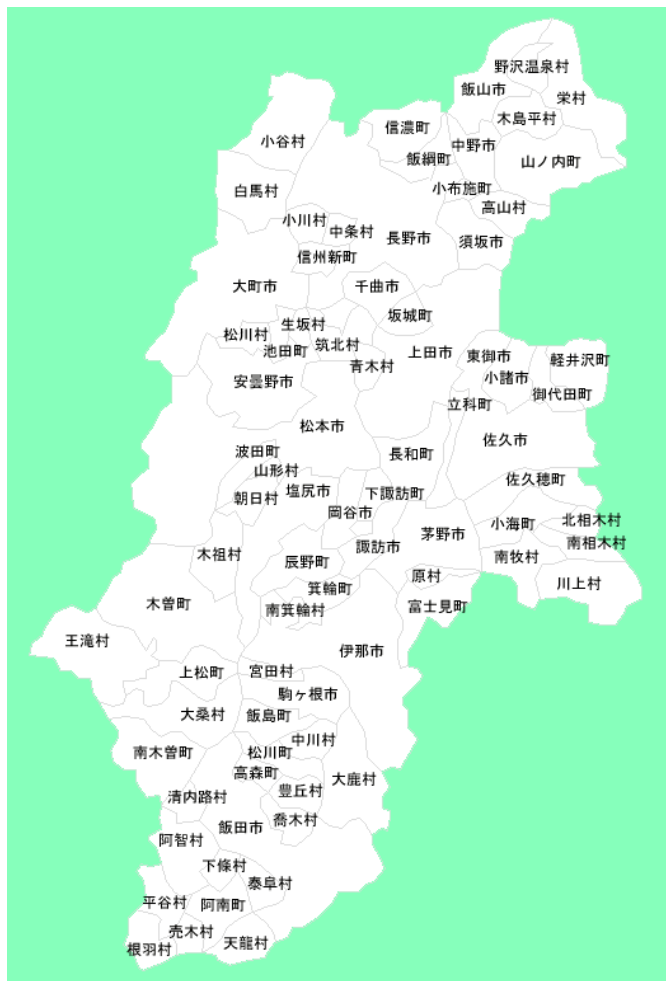 野沢温泉村
飯山市
栄村
木島平村
信濃町
小谷村
中野市
飯綱町
山ノ内町
白馬村
小布施町
高山村
小川村
中条村
長野市
須坂市
信州新町
大町市
千曲市
坂城町
生坂村
松川村
筑北村
池田町
上田市
東御市
軽井沢町
青木村
小諸市
安曇野市
御代田町
立科町
松本市
佐久市
波田町
長和町
山形村
佐久穂町
塩尻市
下諏訪町
朝日村
岡谷市
北相木村
小海町
茅野市
南相木村
諏訪市
木祖村
南牧村
辰野町
原村
川上村
箕輪町
木曽町
富士見町
南箕輪村
王滝村
伊那市
上松町
宮田村
駒ヶ根市
大桑村
飯島町
中川村
南木曽町
松川町
高森町
大鹿村
豊丘村
清内路村
喬木村
飯田市
阿智村
下條村
泰阜村
平谷村
阿南町
売木村
天龍村
根羽村